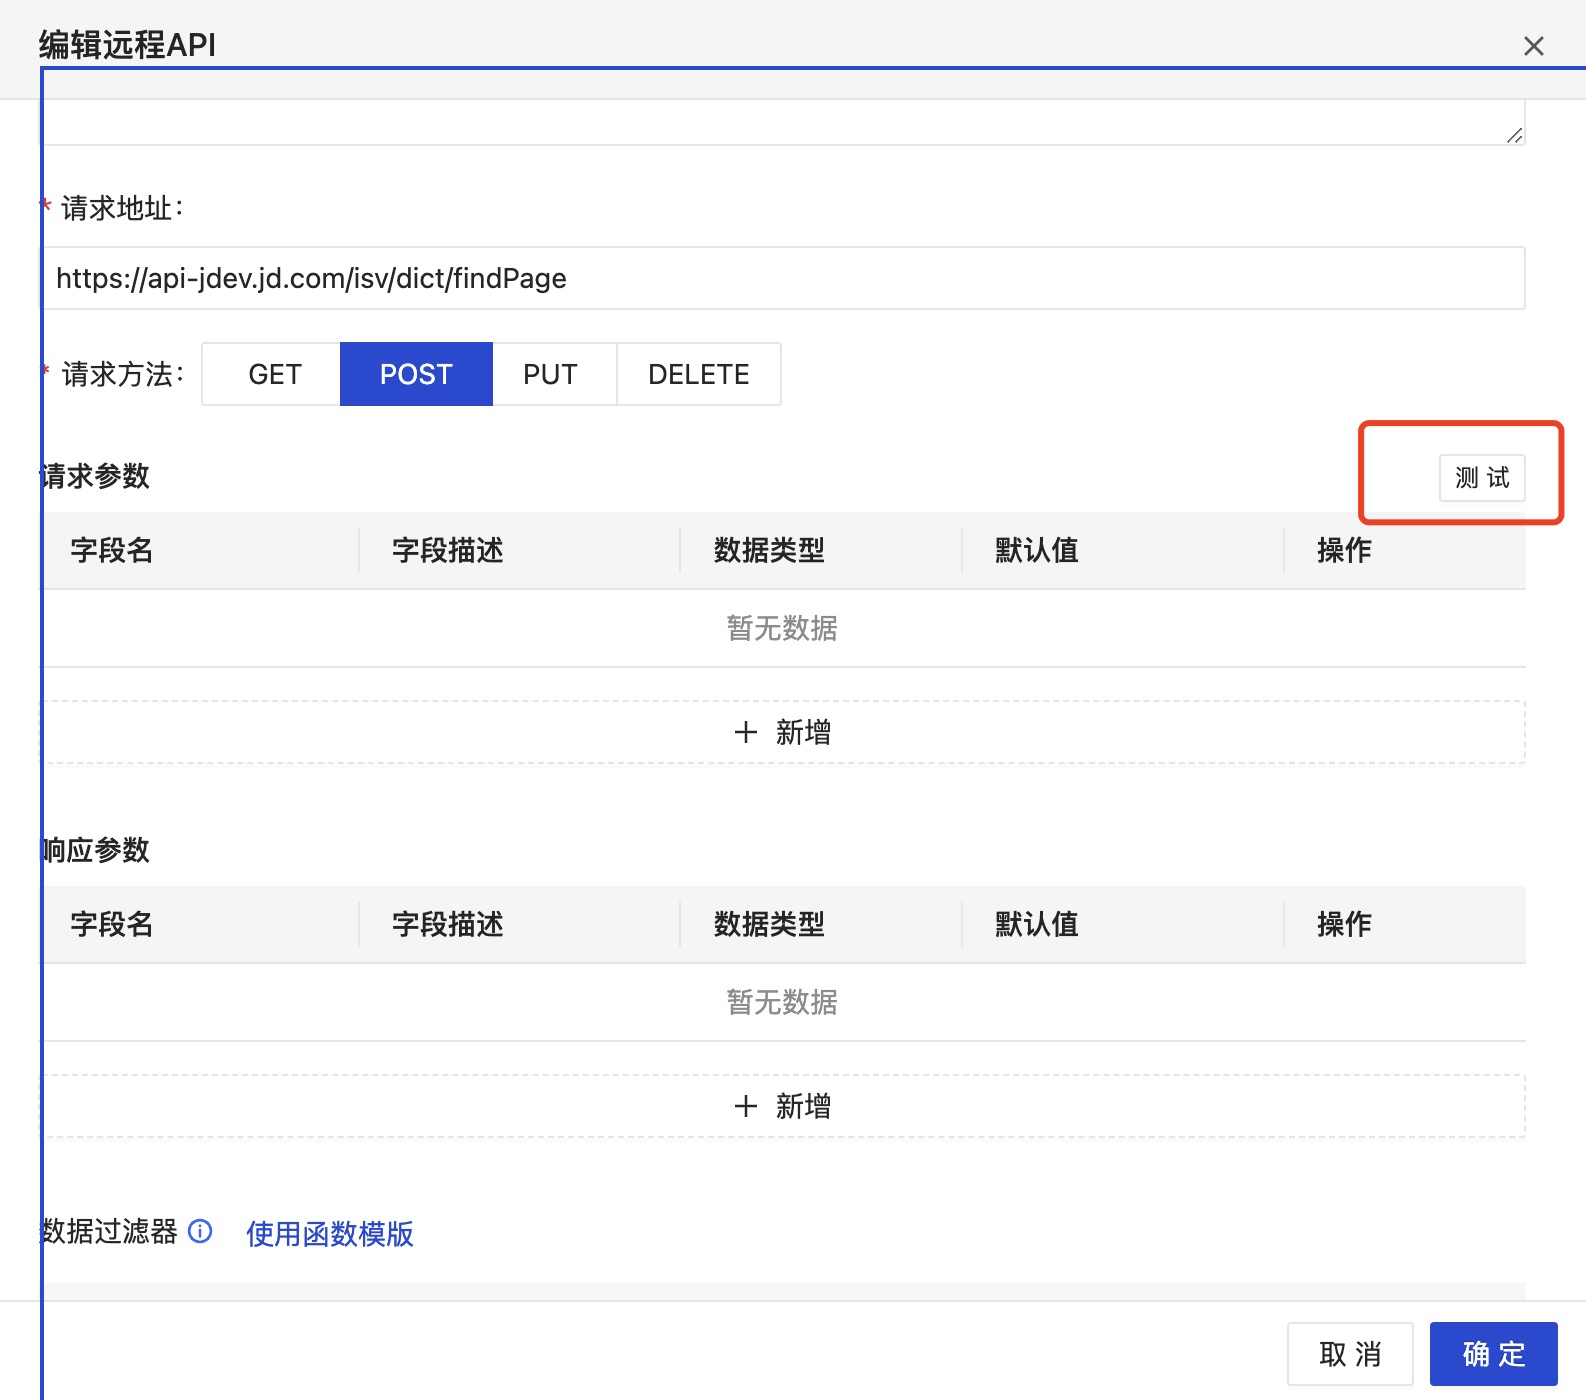 编辑远程API
* 请求地址：
https://api-jdev.jd.com/isv/dict/findPage
* 请求方法： GET POST PUT DELETE
请求参数 测 试
字段名 字段描述 数据类型 默认值 操作
暂无数据
+ 新增
响应参数
字段名 字段描述 数据类型 默认值 操作
暂无数据
+ 新增
数据过滤器 使用函数模版
取 消 确 定